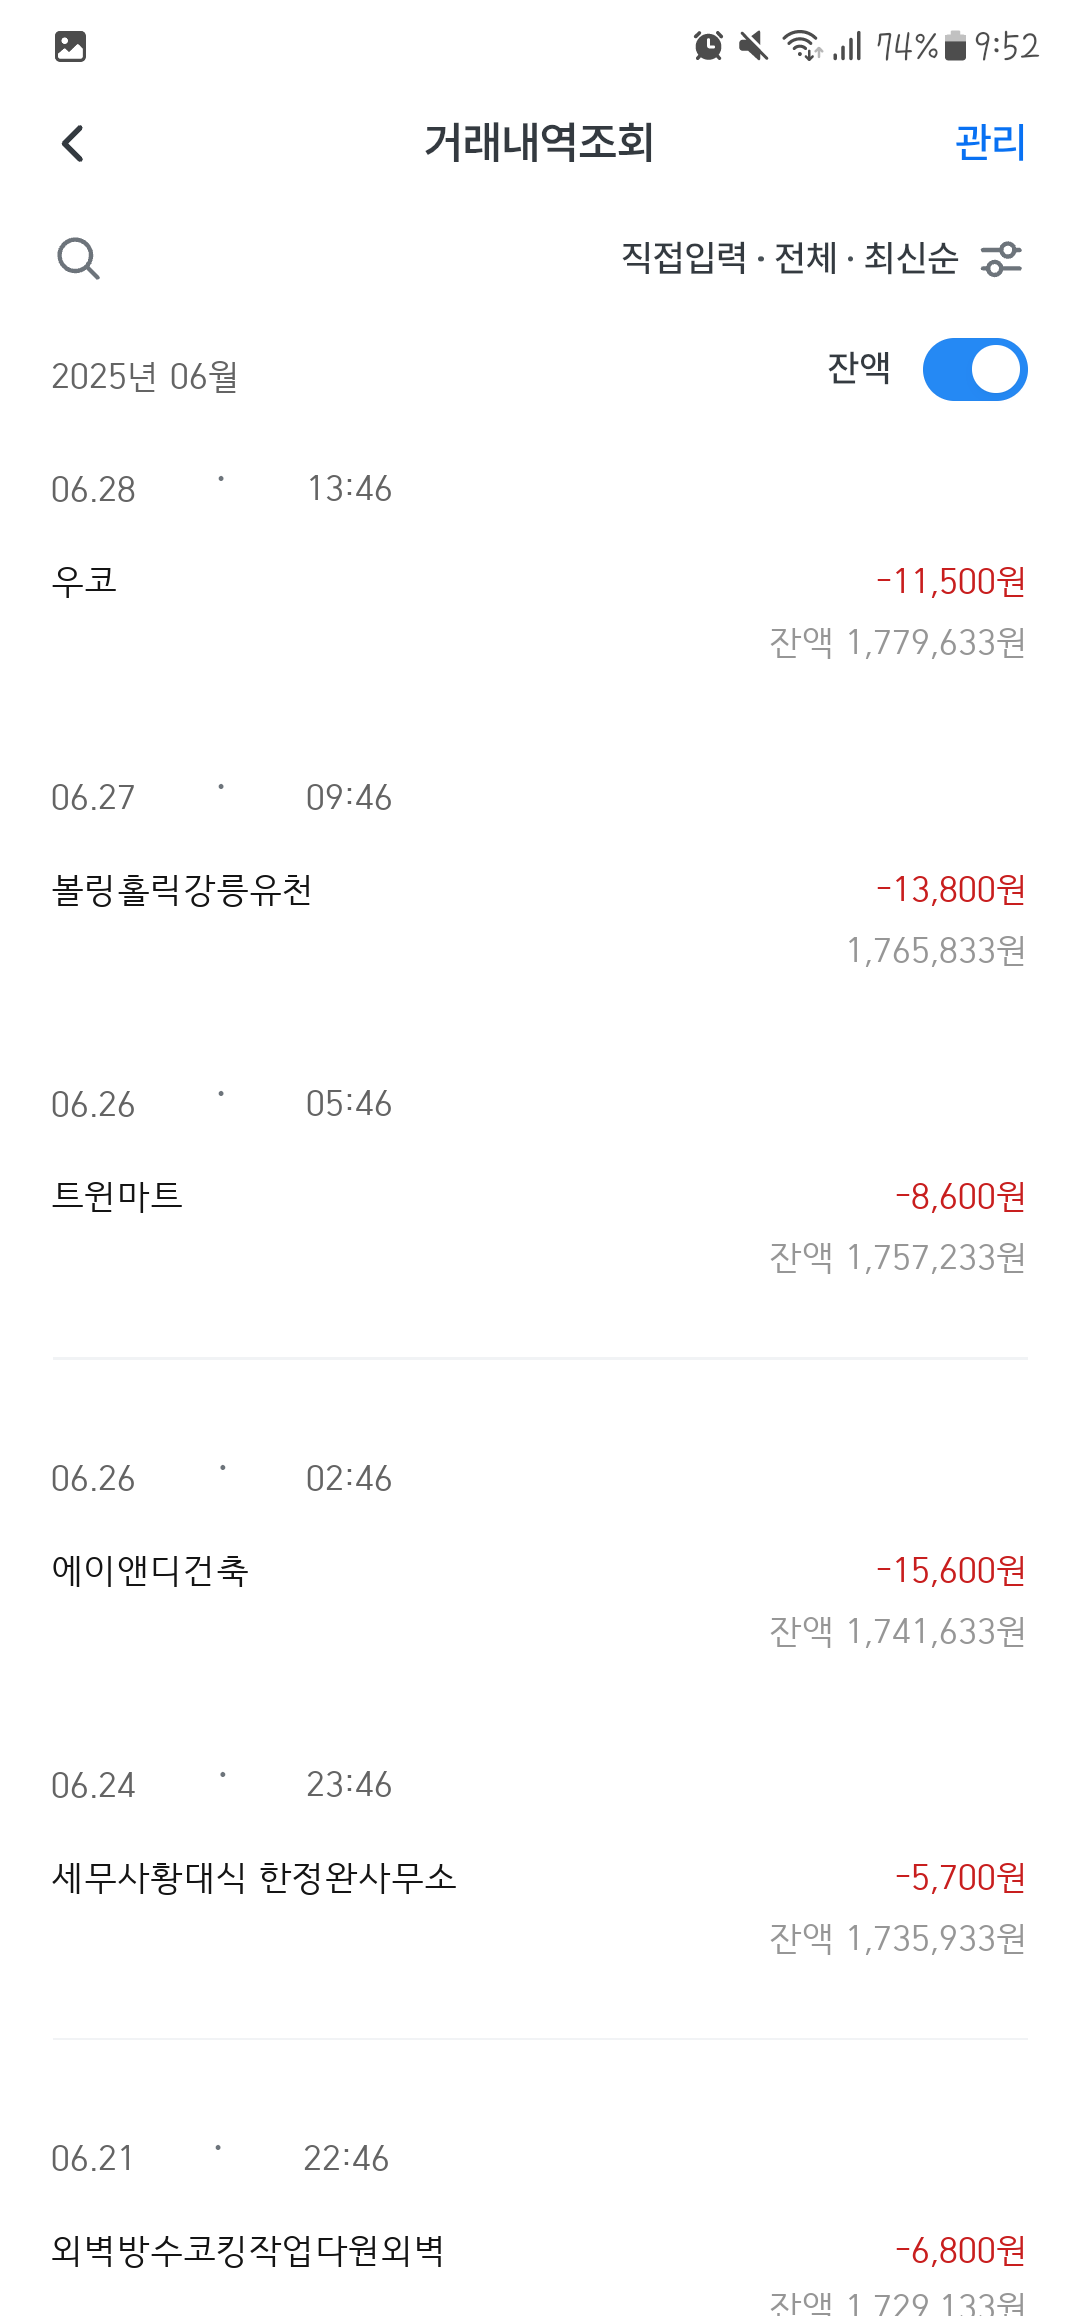 74% 9:52
거래내역조회 관리
직접입력 · 전체 · 최신순
2025년 06월 잔액
06.28 · 13:46
우코 -11,500원
잔액 1,779,633원
06.27 · 09:46
볼링홀릭강릉유천 -13,800원
1,765,833원
06.26 · 05:46
트윈마트 -8,600원
잔액 1,757,233원
06.26 · 02:46
에이앤디건축 -15,600원
잔액 1,741,633원
06.24 · 23:46
세무사황대식 한정완사무소 -5,700원
잔액 1,735,933원
06.21 · 22:46
외벽방수코킹작업다원외벽 -6,800원
잔액 1,729,133원